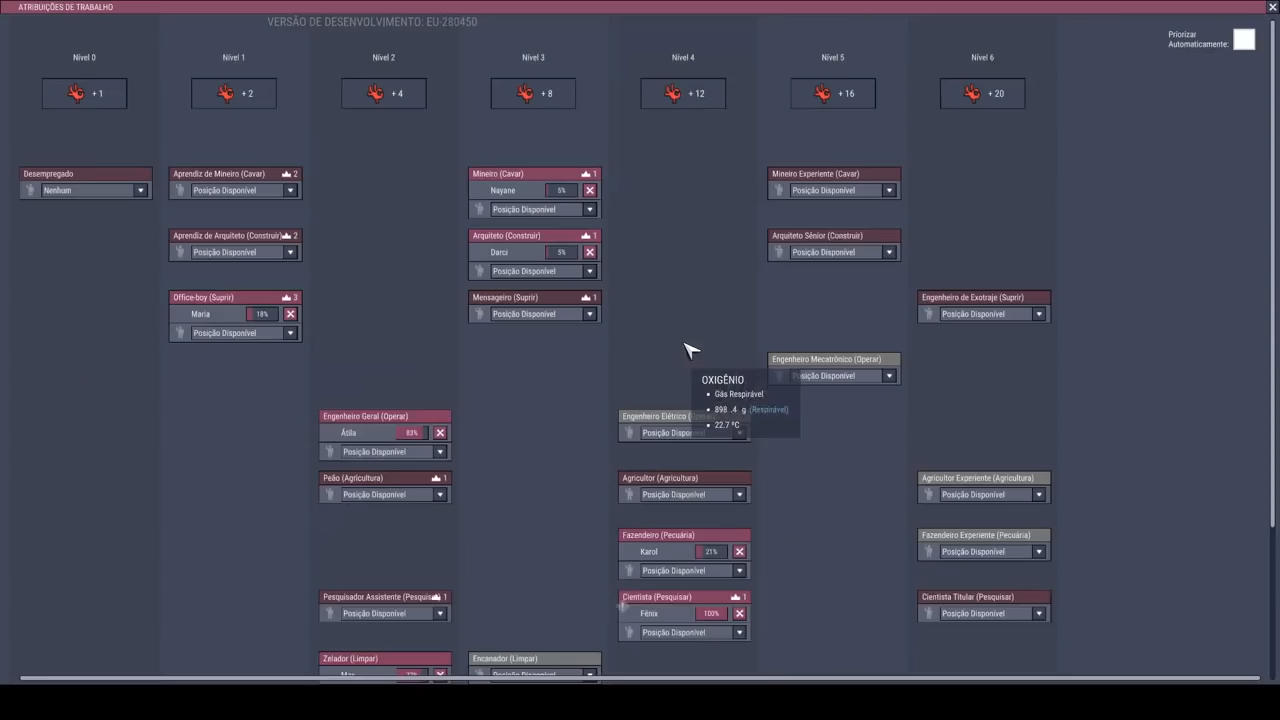 ATRIBUIÇÕES DE TRABALHO
VERSÃO DE DESENVOLVIMENTO: EU-280450
Priorizar
Automaticamente:
Nível 0
Nível 1
Nível 2
Nível 3
Nível 4
Nível 5
Nível 6
+ 1
+ 2
+ 4
+ 8
+ 12
+ 16
+ 20
Desempregado
Nenhum
Aprendiz de Mineiro (Cavar) 2
Posição Disponível
Mineiro (Cavar) 1
Nayane 5%
Posição Disponível
Mineiro Experiente (Cavar)
Posição Disponível
Aprendiz de Arquiteto (Construir) 2
Posição Disponível
Arquiteto (Construir) 1
Darci 5%
Posição Disponível
Arquiteto Sênior (Construir)
Posição Disponível
Office-boy (Suprir) 3
Maria 18%
Posição Disponível
Mensageiro (Suprir) 1
Posição Disponível
Engenheiro de Exotraje (Suprir)
Posição Disponível
Engenheiro Mecatrônico (Operar)
Posição Disponível
OXIGÊNIO
Gás Respirável
898 .4 g (Respirável)
22.7 ºC
Engenheiro Geral (Operar)
Átila 83%
Posição Disponível
Engenheiro Elétrico
Posição Disponível
Peão (Agricultura) 1
Posição Disponível
Agricultor (Agricultura)
Posição Disponível
Agricultor Experiente (Agricultura)
Posição Disponível
Fazendeiro (Pecuária)
Karol 21%
Posição Disponível
Fazendeiro Experiente (Pecuária)
Posição Disponível
Pesquisador Assistente (Pesquis 1
Posição Disponível
Cientista (Pesquisar) 1
Fênix 100%
Posição Disponível
Cientista Titular (Pesquisar)
Posição Disponível
Zelador (Limpar)
Encanador (Limpar)
Posição Disponível